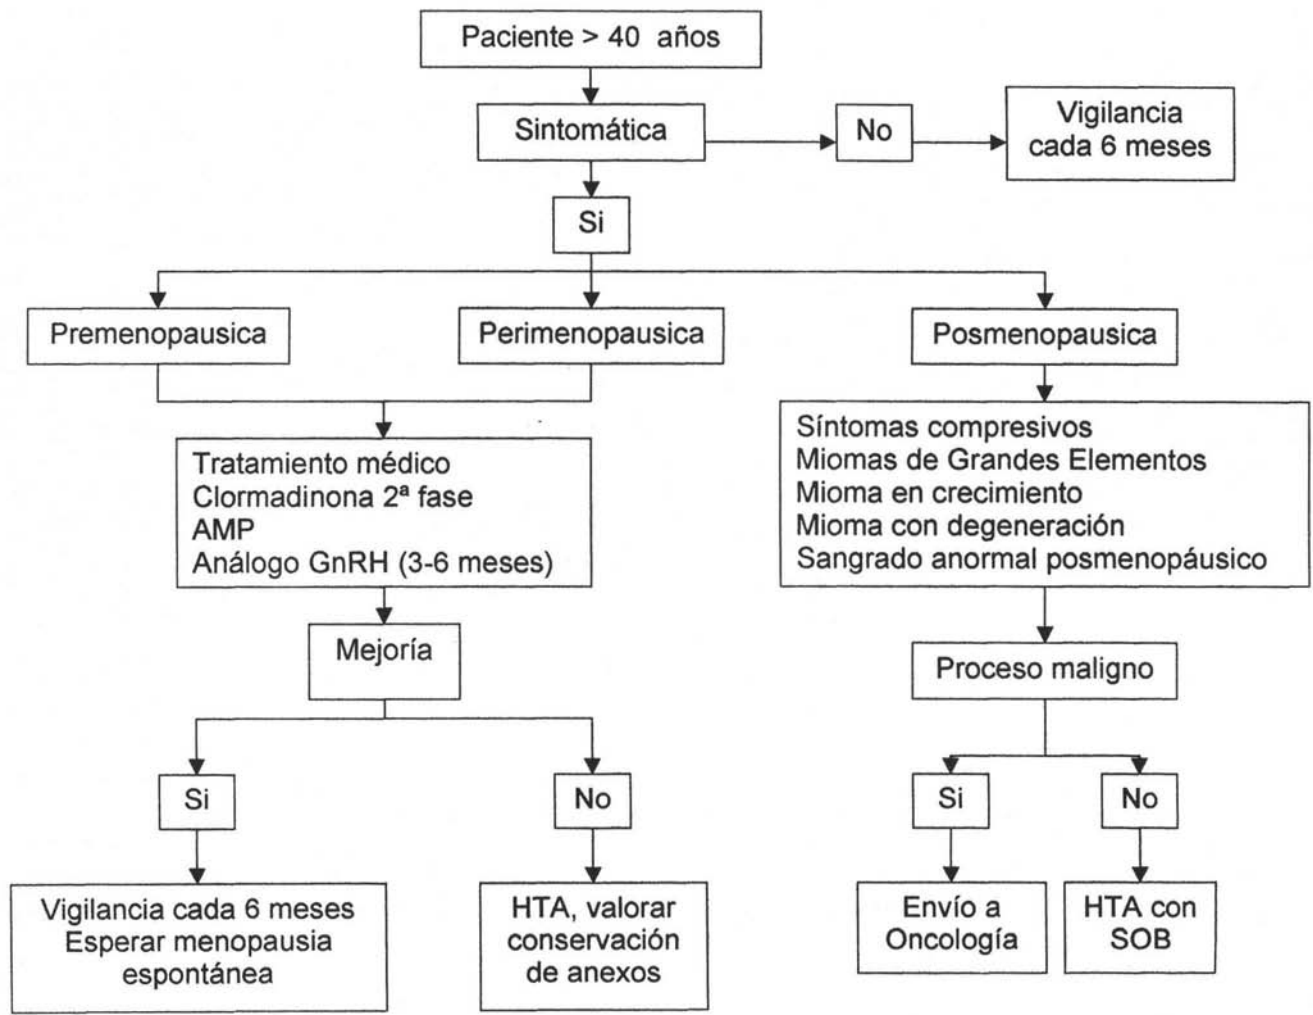 Paciente > 40 años
Sintomática
No
Vigilancia
cada 6 meses
Si
Premenopausica
Perimenopausica
Posmenopausica
Tratamiento médico
Clormadinona 2ª fase
AMP
Análogo GnRH (3-6 meses)
Síntomas compresivos
Miomas de Grandes Elementos
Mioma en crecimiento
Mioma con degeneración
Sangrado anormal posmenopáusico
Mejoría
Proceso maligno
Si
No
Si
No
Vigilancia cada 6 meses
Esperar menopausia
espontánea
HTA, valorar
conservación
de anexos
Envío a
Oncología
HTA con
SOB